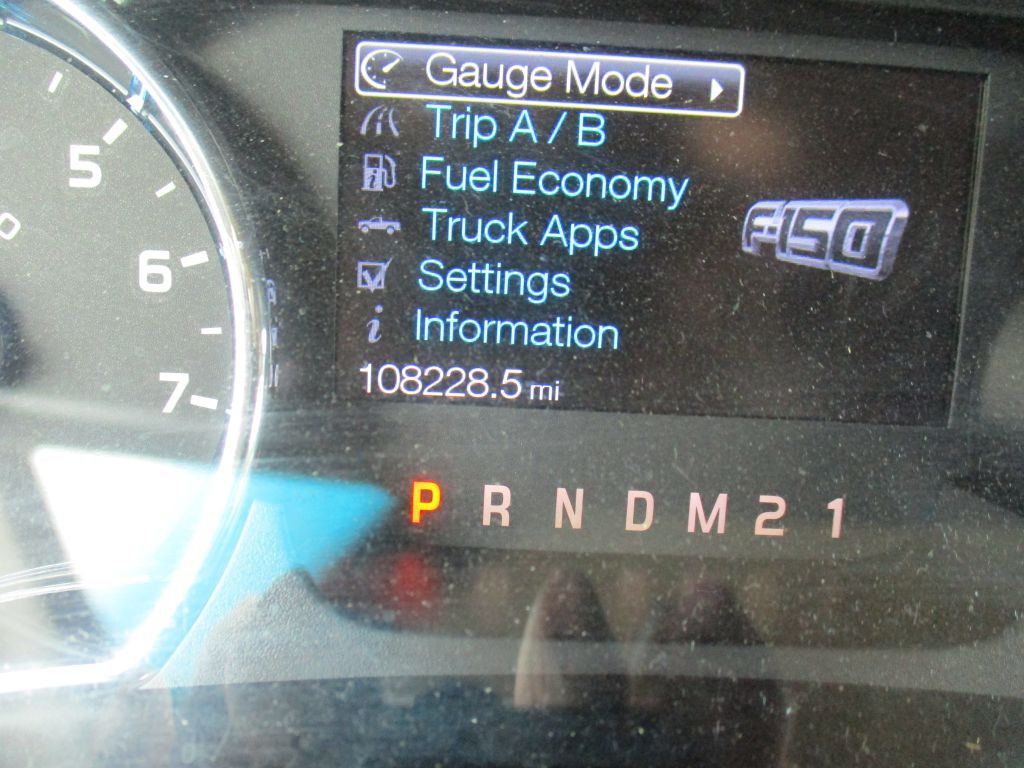 Gauge Mode
Trip A / B
Fuel Economy
Truck Apps
Settings
Information
108228.5 mi
F-150
5
6
7
P R N D M 2 1